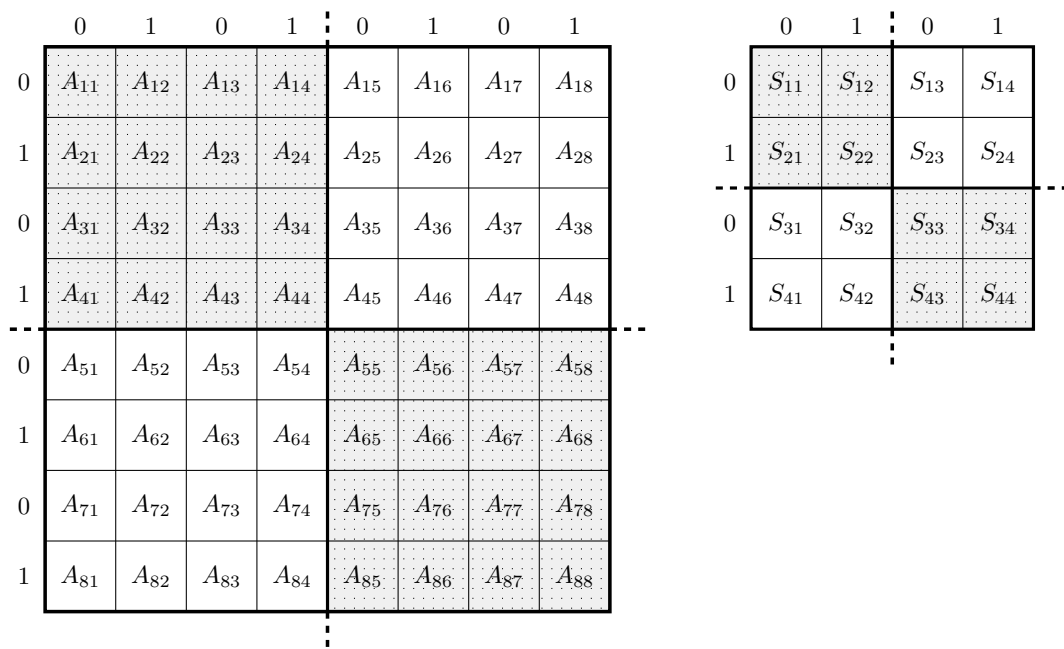 0 1 0 1 0 1 0 1
0 A11 A12 A13 A14 A15 A16 A17 A18
1 A21 A22 A23 A24 A25 A26 A27 A28
0 A31 A32 A33 A34 A35 A36 A37 A38
1 A41 A42 A43 A44 A45 A46 A47 A48
0 A51 A52 A53 A54 A55 A56 A57 A58
1 A61 A62 A63 A64 A65 A66 A67 A68
0 A71 A72 A73 A74 A75 A76 A77 A78
1 A81 A82 A83 A84 A85 A86 A87 A88
0 1 0 1
0 S11 S12 S13 S14
1 S21 S22 S23 S24
0 S31 S32 S33 S34
1 S41 S42 S43 S44